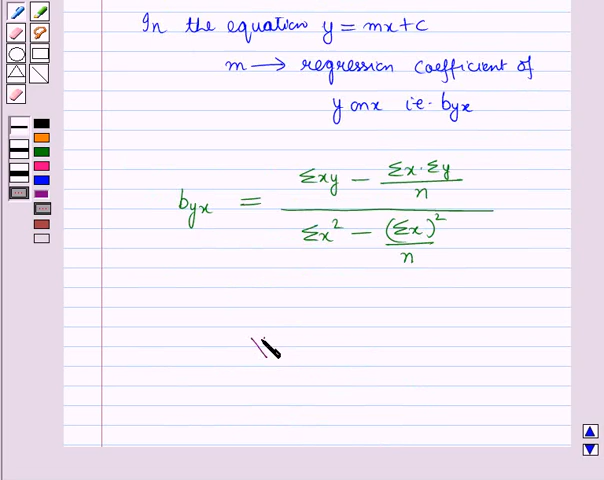 In the equation y = mx+c
m → regression coefficient of
y on x i.e. byx
byx = (Σxy − (Σx·Σy)/n) / (Σx² − (Σx)²/n)